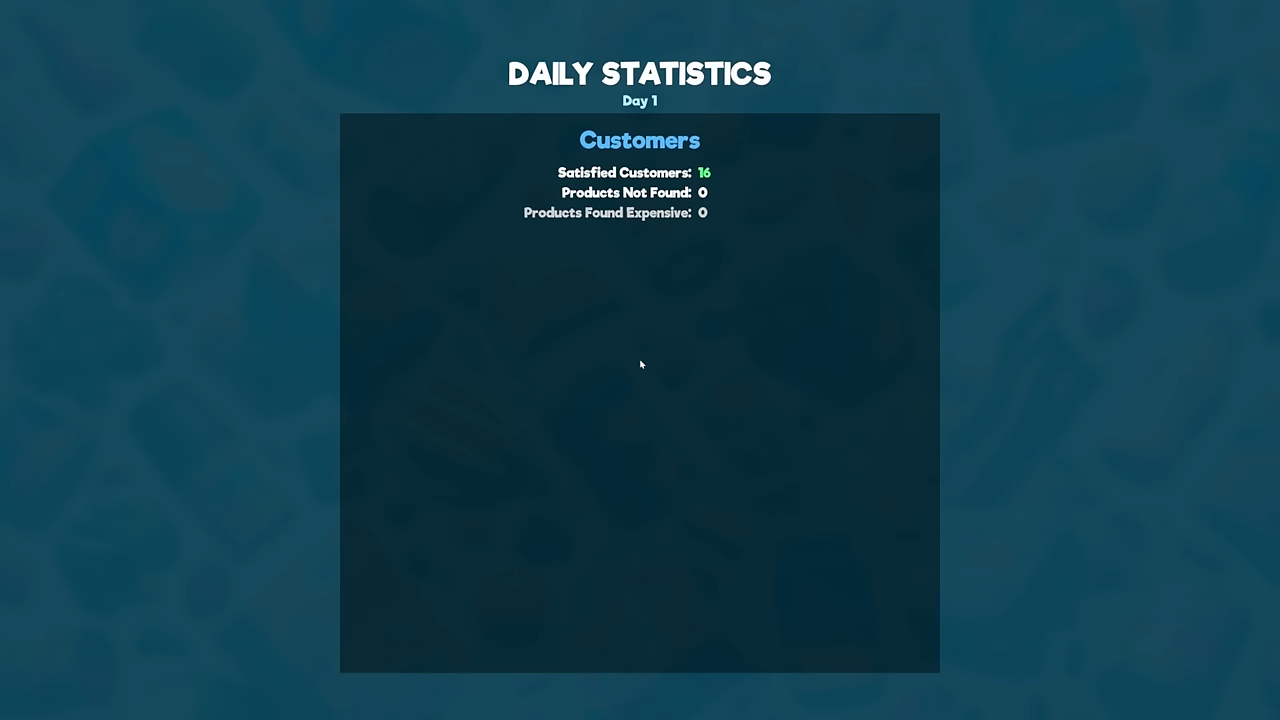 DAILY STATISTICS
Day 1
Customers
Satisfied Customers: 16
Products Not Found: 0
Products Found Expensive: 0